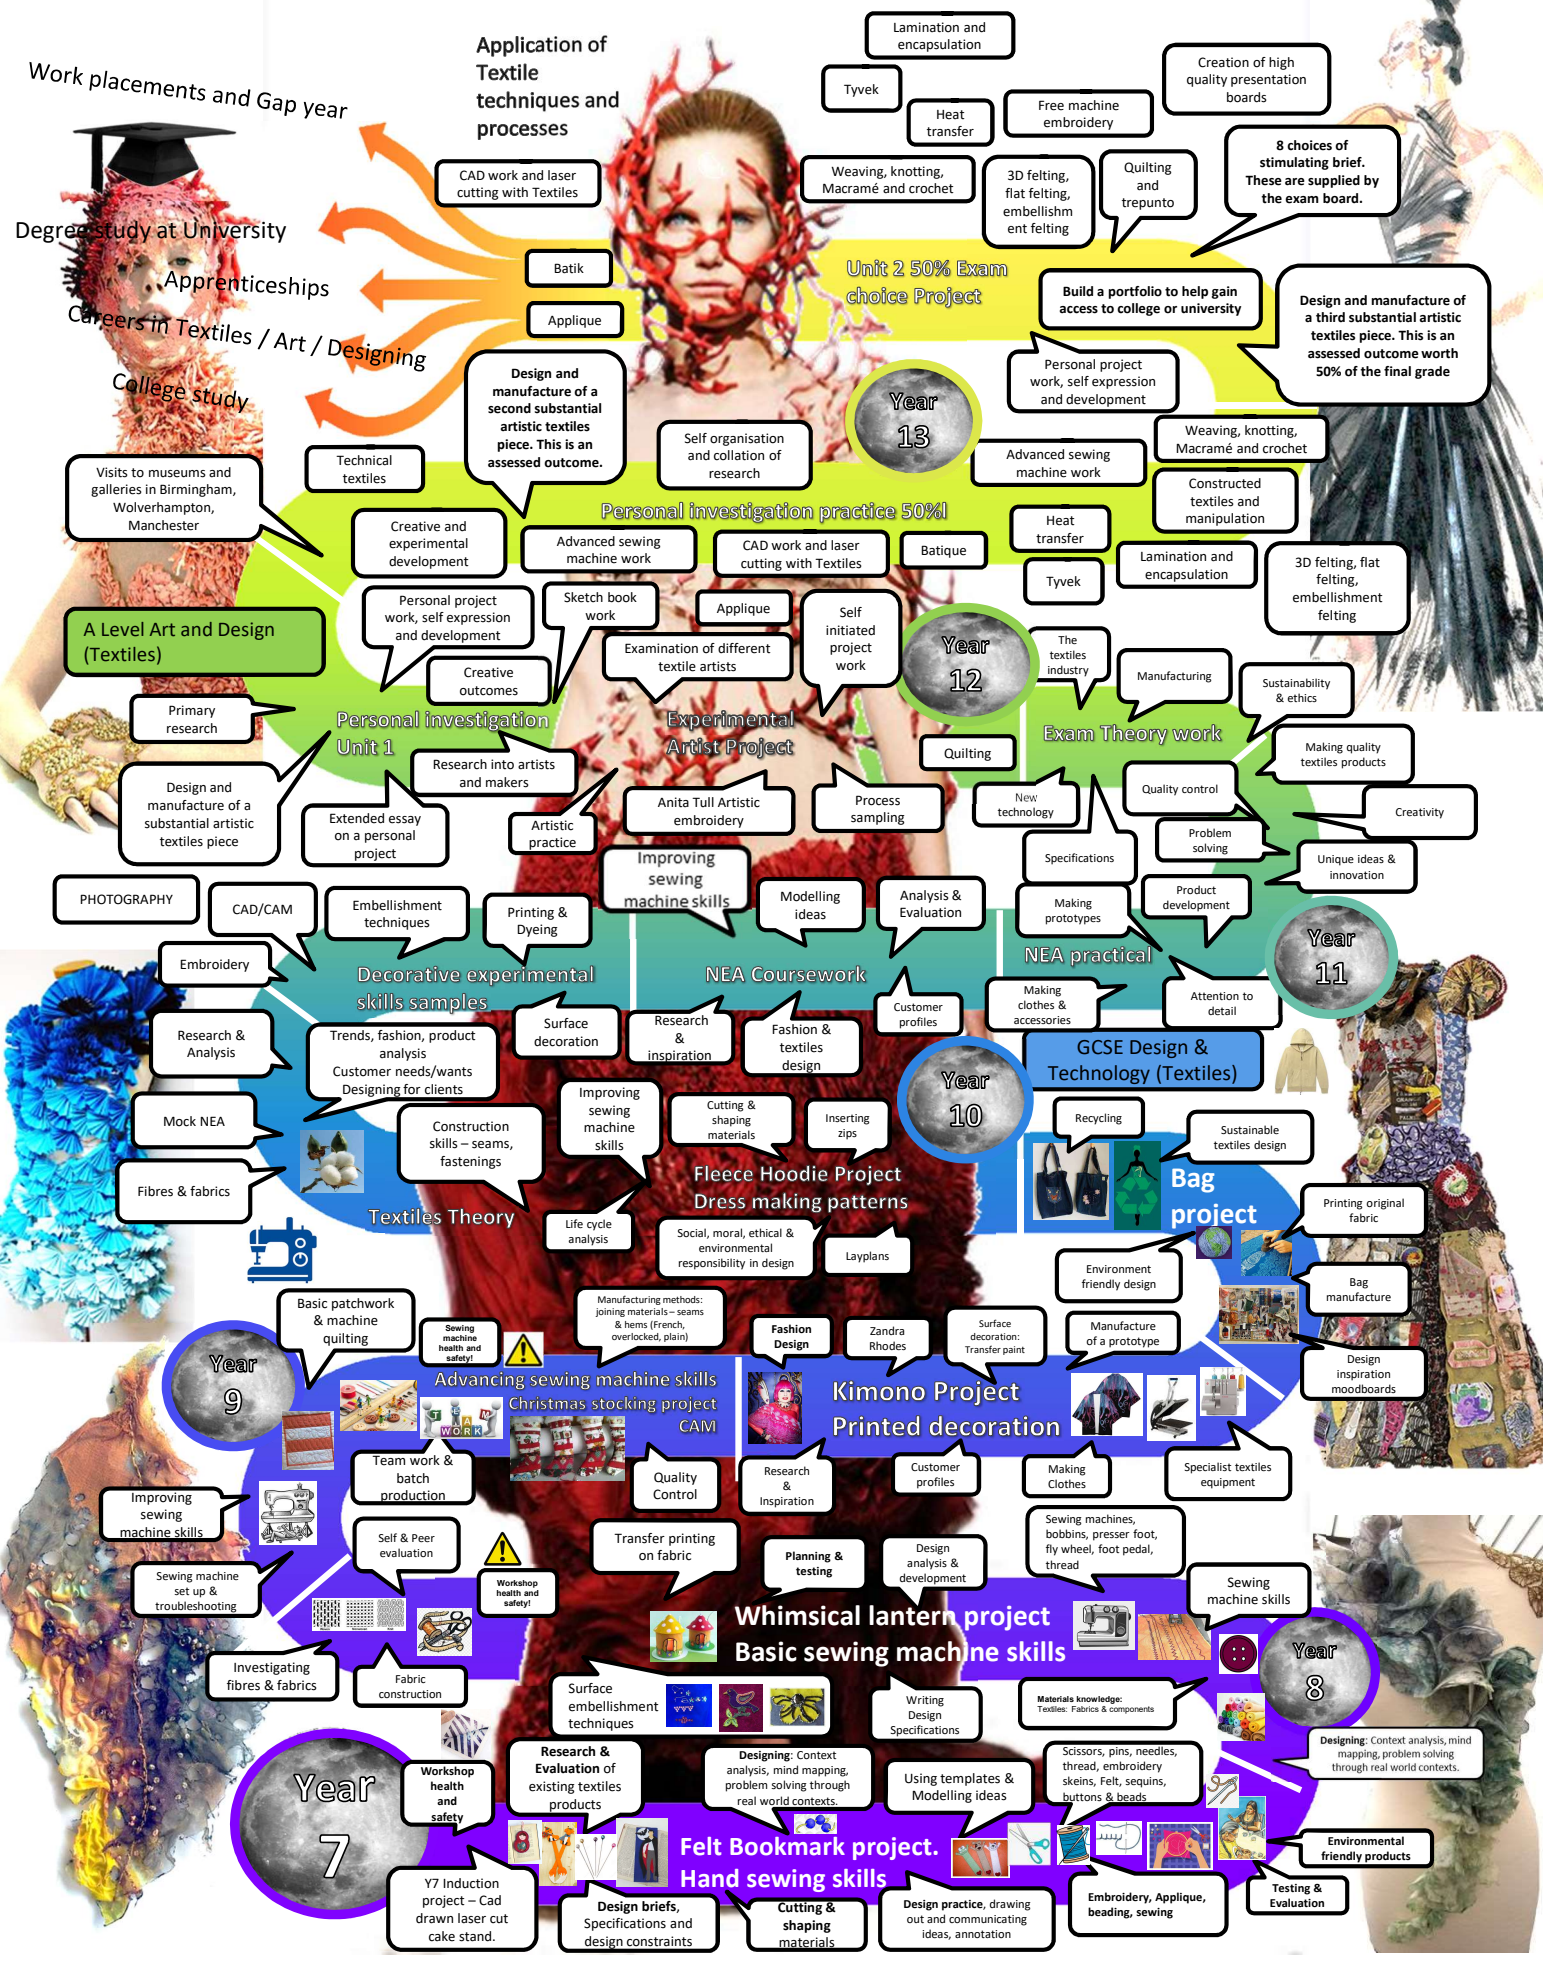 Lamination and
encapsulation
Application of
Textile
techniques and
processes
Work placements and Gap year
Tyvek
Creation of high
quality presentation
boards
Heat
transfer
Free machine
embroidery
8 choices of
stimulating brief.
These are supplied by
the exam board.
CAD work and laser
cutting with Textiles
Weaving, knotting,
Macramé and crochet
3D felting,
flat felting,
embellishm
ent felting
Quilting
and
trepunto
Degree study at University
Apprenticeships
Careers in Textiles / Art / Designing
College study
Batik
Applique
Unit 2 50% Exam
choice Project
Build a portfolio to help gain
access to college or university
Design and manufacture of
a third substantial artistic
textiles piece. This is an
assessed outcome worth
50% of the final grade
Design and
manufacture of a
second substantial
artistic textiles
piece. This is an
assessed outcome.
Personal project
work, self expression
and development
Year
13
Self organisation
and collation of
research
Weaving, knotting,
Macramé and crochet
Advanced sewing
machine work
Technical
textiles
Visits to museums and
galleries in Birmingham,
Wolverhampton,
Manchester
Constructed
textiles and
manipulation
Personal investigation practice 50%l
Creative and
experimental
development
Advanced sewing
machine work
CAD work and laser
cutting with Textiles
Batique
Heat
transfer
Tyvek
Lamination and
encapsulation
3D felting, flat
felting,
embellishment
felting
A Level Art and Design
(Textiles)
Personal project
work, self expression
and development
Sketch book
work
Applique
Self
initiated
project
work
Examination of different
textile artists
Creative
outcomes
Year
12
The
textiles
industry
Manufacturing
Sustainability
& ethics
Primary
research
Personal investigation
Unit 1
Experimental
Artist Project
Exam Theory work
Quilting
Making quality
textiles products
Research into artists
and makers
Design and
manufacture of a
substantial artistic
textiles piece
Extended essay
on a personal
project
Artistic
practice
Anita Tull Artistic
embroidery
Process
sampling
New
technology
Quality control
Creativity
Problem
solving
Specifications
Unique ideas &
innovation
Improving
sewing
machine skills
Modelling
ideas
Analysis &
Evaluation
Making
prototypes
Product
development
PHOTOGRAPHY
CAD/CAM
Embellishment
techniques
Printing &
Dyeing
Embroidery
Decorative experimental
skills samples
NEA Coursework
NEA practical
Year
11
Making
clothes &
accessories
Attention to
detail
Customer
profiles
Research &
Analysis
Trends, fashion, product
analysis
Customer needs/wants
Designing for clients
Surface
decoration
Research
&
inspiration
Fashion &
textiles
design
GCSE Design &
Technology (Textiles)
Year
10
Mock NEA
Construction
skills – seams,
fastenings
Improving
sewing
machine
skills
Cutting &
shaping
materials
Inserting
zips
Recycling
Sustainable
textiles design
Fibres & fabrics
Fleece Hoodie Project
Dress making patterns
Bag
project
Printing original
fabric
Textiles Theory
Life cycle
analysis
Social, moral, ethical &
environmental
responsibility in design
Layplans
Environment
friendly design
Bag
manufacture
Basic patchwork
& machine
quilting
Manufacturing methods:
joining materials – seams
& hems (French,
overlocked, plain)
Sewing
machine
health and
safety!
Fashion
Design
Zandra
Rhodes
Surface
decoration:
Transfer paint
Manufacture
of a prototype
Design
inspiration
moodboards
Year
9
Advancing sewing machine skills
Christmas stocking project
CAM
Kimono Project
Printed decoration
TEAM
WORK
Team work &
batch
production
Quality
Control
Research
&
Inspiration
Customer
profiles
Making
Clothes
Specialist textiles
equipment
Improving
sewing
machine skills
Self & Peer
evaluation
Transfer printing
on fabric
Planning &
testing
Design
analysis &
development
Sewing machines,
bobbins, presser foot,
fly wheel, foot pedal,
thread
Sewing machine
set up &
troubleshooting
Workshop
health and
safety!
Sewing
machine skills
Whimsical lantern project
Basic sewing machine skills
Year
8
Investigating
fibres & fabrics
Fabric
construction
Surface
embellishment
techniques
Writing
Design
Specifications
Materials knowledge:
Textiles: Fabrics & components
Designing: Context analysis, mind
mapping, problem solving
through real world contexts.
Year
7
Workshop
health
and
safety
Research &
Evaluation of
existing textiles
products
Designing: Context
analysis, mind mapping,
problem solving through
real world contexts.
Using templates &
Modelling ideas
Scissors, pins, needles,
thread, embroidery
skeins, Felt, sequins,
buttons & beads
Felt Bookmark project.
Hand sewing skills
Environmental
friendly products
Y7 Induction
project – Cad
drawn laser cut
cake stand.
Design briefs,
Specifications and
design constraints
Cutting &
shaping
materials
Design practice, drawing
out and communicating
ideas, annotation
Embroidery, Applique,
beading, sewing
Testing &
Evaluation